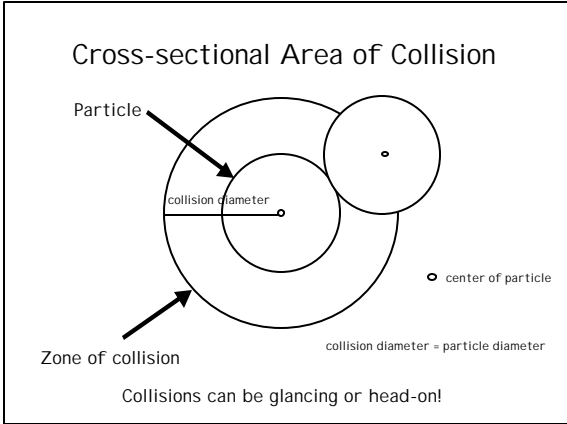 Cross-sectional Area of Collision
Particle
collision diameter
center of particle
collision diameter = particle diameter
Zone of collision
Collisions can be glancing or head-on!